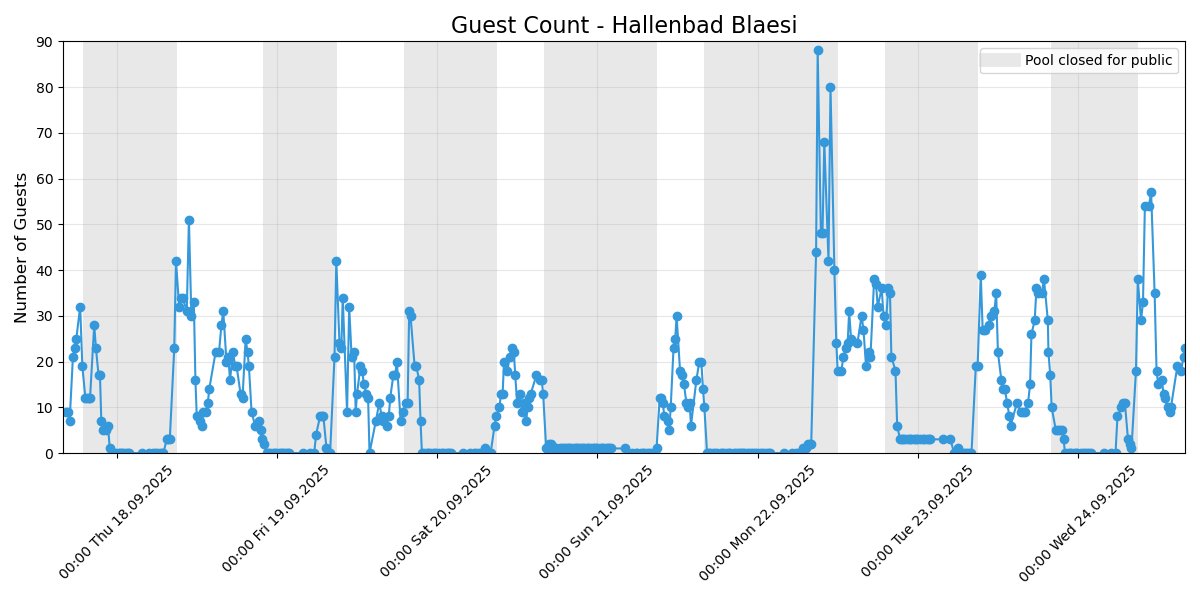 Guest Count - Hallenbad Blaesi
Pool closed for public
Number of Guests
90
80
70
60
50
40
30
20
10
0
00:00 Thu 18.09.2025
00:00 Fri 19.09.2025
00:00 Sat 20.09.2025
00:00 Sun 21.09.2025
00:00 Mon 22.09.2025
00:00 Tue 23.09.2025
00:00 Wed 24.09.2025